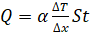 Q = α ΔT/Δx St